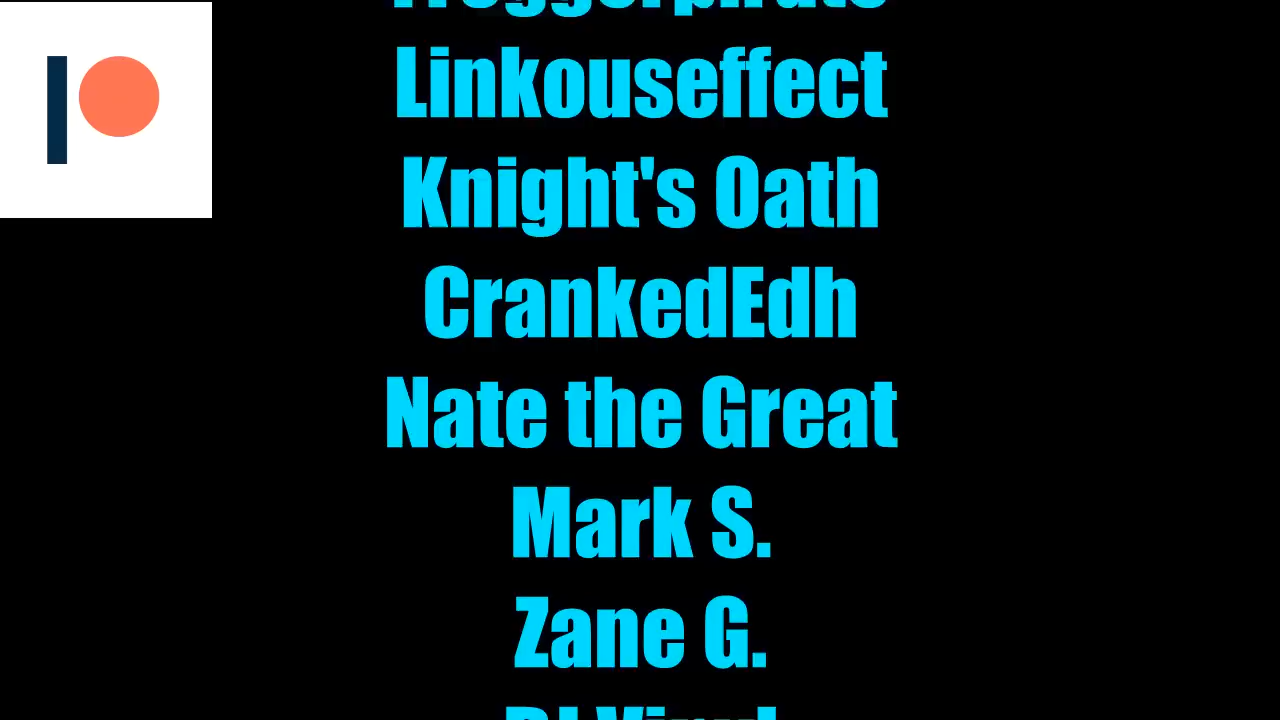 Linkouseffect
Knight's Oath
CrankedEdh
Nate the Great
Mark S.
Zane G.